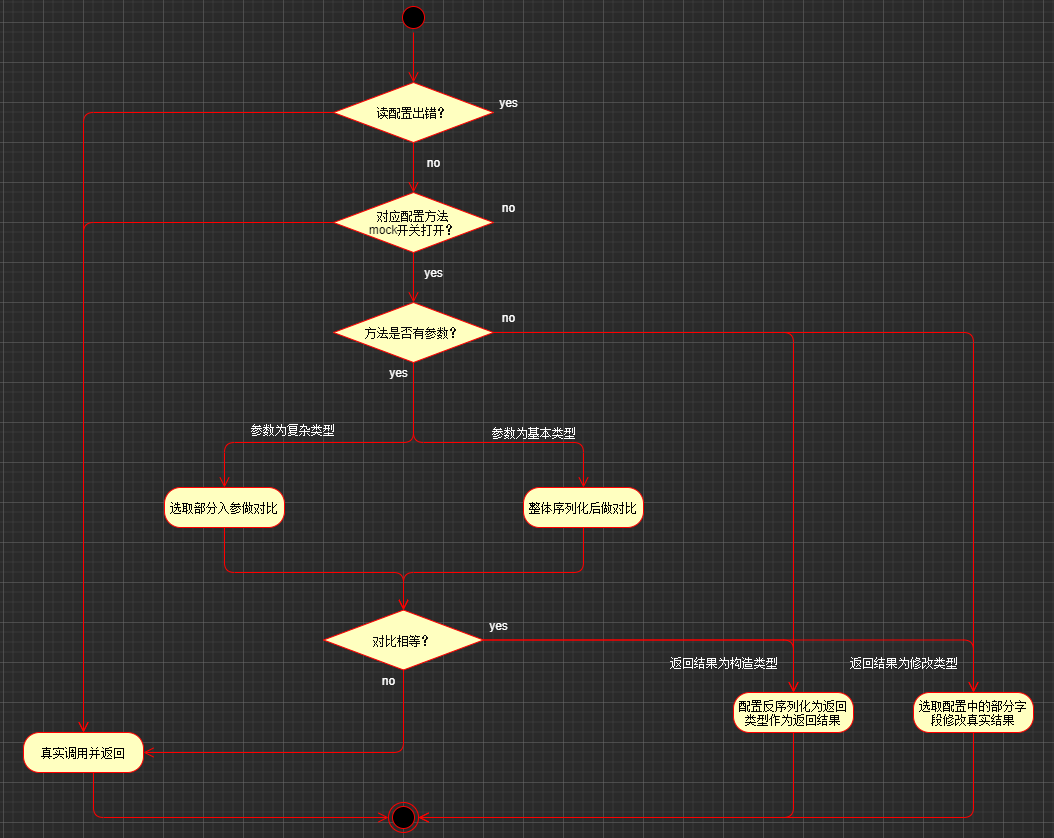 yes
读配置出错?
no
no
对应配置方法
mock开关打开?
yes
no
方法是否有参数?
yes
参数为复杂类型
参数为基本类型
选取部分入参做对比
整体序列化后做对比
yes
对比相等?
返回结果为构造类型
返回结果为修改类型
no
配置反序列化为返回
类型作为返回结果
选取配置中的部分字
段修改真实结果
真实调用并返回